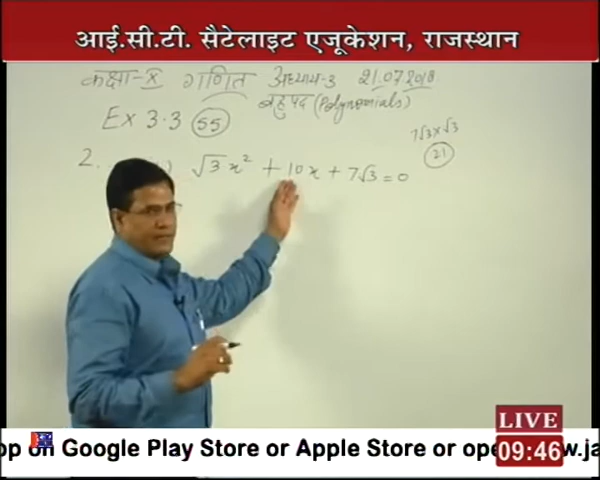 आई.सी.टी. सैटेलाइट एजूकेशन, राजस्थान
कक्षा-X गणित अध्याय-3 21.07.2018
बहुपद (Polynomials)
Ex 3.3 (55)
7√3×√3
21
2. √3x² + 10x + 7√3 = 0
LIVE
09:46
on Google Play Store or Apple Store or